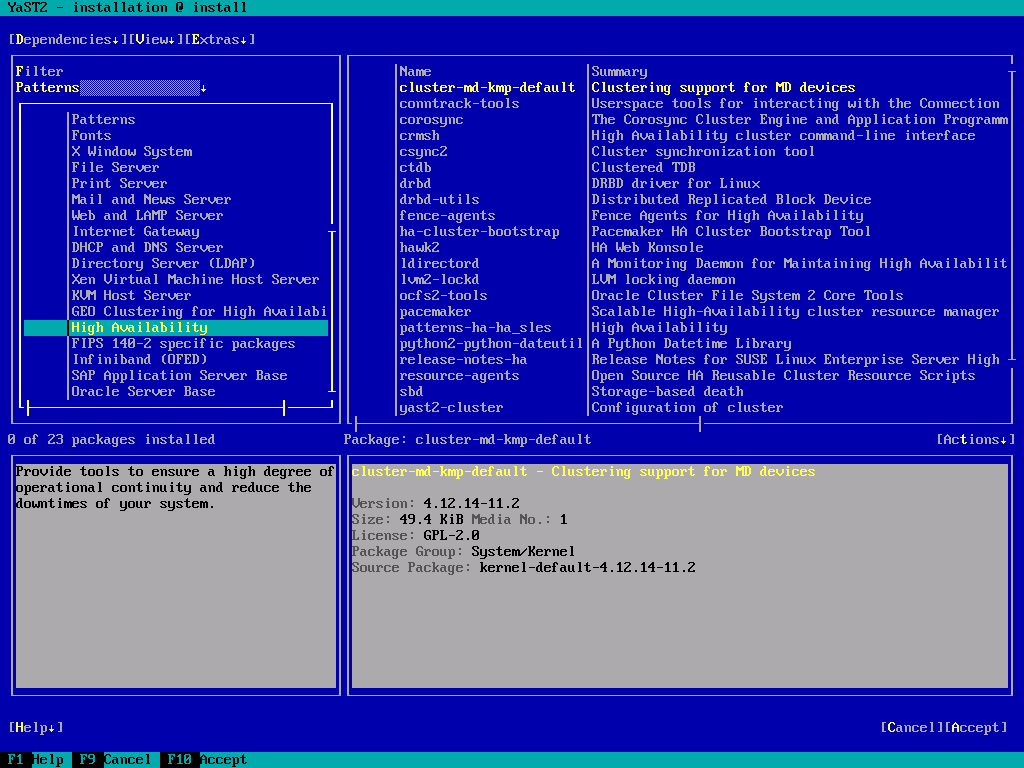 YaST2 - installation @ install
[Dependencies↓][View↓][Extras↓]
Filter
Patterns ↓
Patterns
Fonts
X Window System
File Server
Print Server
Mail and News Server
Web and LAMP Server
Internet Gateway
DHCP and DNS Server
Directory Server (LDAP)
Xen Virtual Machine Host Server
KVM Host Server
GEO Clustering for High Availabi
High Availability
FIPS 140-2 specific packages
Infiniband (OFED)
SAP Application Server Base
Oracle Server Base
Name Summary
cluster-md-kmp-default Clustering support for MD devices
conntrack-tools Userspace tools for interacting with the Connection
corosync The Corosync Cluster Engine and Application Programm
crmsh High Availability cluster command-line interface
csync2 Cluster synchronization tool
ctdb Clustered TDB
drbd DRBD driver for Linux
drbd-utils Distributed Replicated Block Device
fence-agents Fence Agents for High Availability
ha-cluster-bootstrap Pacemaker HA Cluster Bootstrap Tool
hawk2 HA Web Konsole
ldirectord A Monitoring Daemon for Maintaining High Availabilit
lvm2-lockd LVM locking daemon
ocfs2-tools Oracle Cluster File System 2 Core Tools
pacemaker Scalable High-Availability cluster resource manager
patterns-ha-ha_sles High Availability
python2-python-dateutil A Python Datetime Library
release-notes-ha Release Notes for SUSE Linux Enterprise Server High
resource-agents Open Source HA Reusable Cluster Resource Scripts
sbd Storage-based death
yast2-cluster Configuration of cluster
0 of 23 packages installed
Package: cluster-md-kmp-default [Actions↓]
Provide tools to ensure a high degree of
operational continuity and reduce the
downtimes of your system.
cluster-md-kmp-default - Clustering support for MD devices
Version: 4.12.14-11.2
Size: 49.4 KiB Media No.: 1
License: GPL-2.0
Package Group: System/Kernel
Source Package: kernel-default-4.12.14-11.2
[Help↓] [Cancel][Accept]
F1 Help F9 Cancel F10 Accept